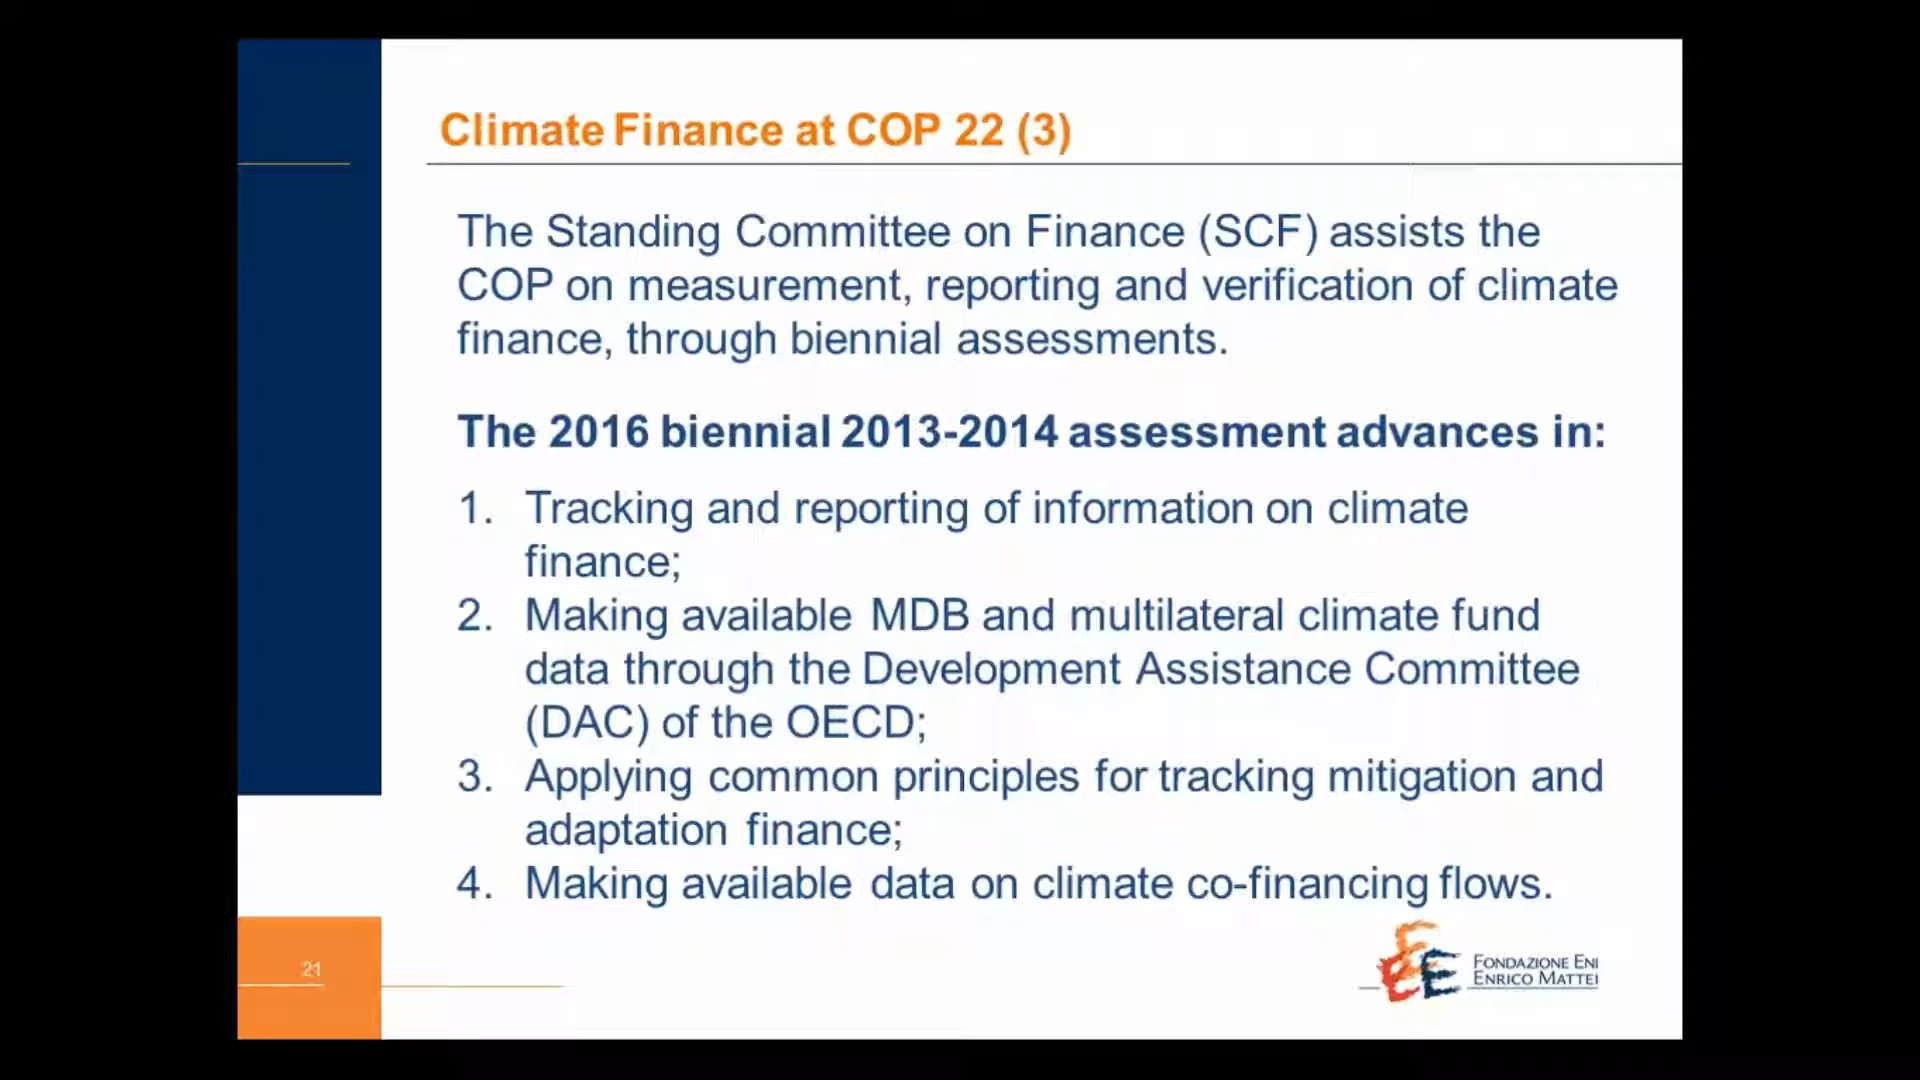 Climate Finance at COP 22 (3)
The Standing Committee on Finance (SCF) assists the
COP on measurement, reporting and verification of climate
finance, through biennial assessments.
The 2016 biennial 2013-2014 assessment advances in:
1. Tracking and reporting of information on climate
finance;
2. Making available MDB and multilateral climate fund
data through the Development Assistance Committee
(DAC) of the OECD;
3. Applying common principles for tracking mitigation and
adaptation finance;
4. Making available data on climate co-financing flows.
21
FONDAZIONE ENI
ENRICO MATTEI